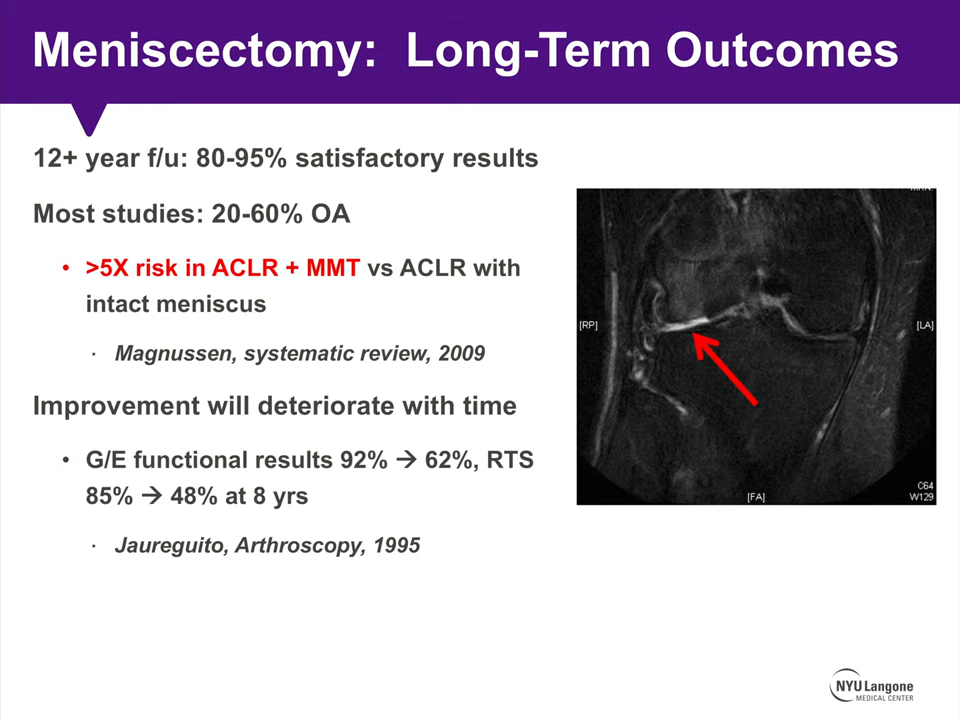 Meniscectomy: Long-Term Outcomes
12+ year f/u: 80-95% satisfactory results
Most studies: 20-60% OA
• >5X risk in ACLR + MMT vs ACLR with
intact meniscus
· Magnussen, systematic review, 2009
Improvement will deteriorate with time
• G/E functional results 92% → 62%, RTS
85% → 48% at 8 yrs
· Jaureguito, Arthroscopy, 1995
[RP]
[LA]
[FA]
C64
W129
NYU Langone
MEDICAL CENTER